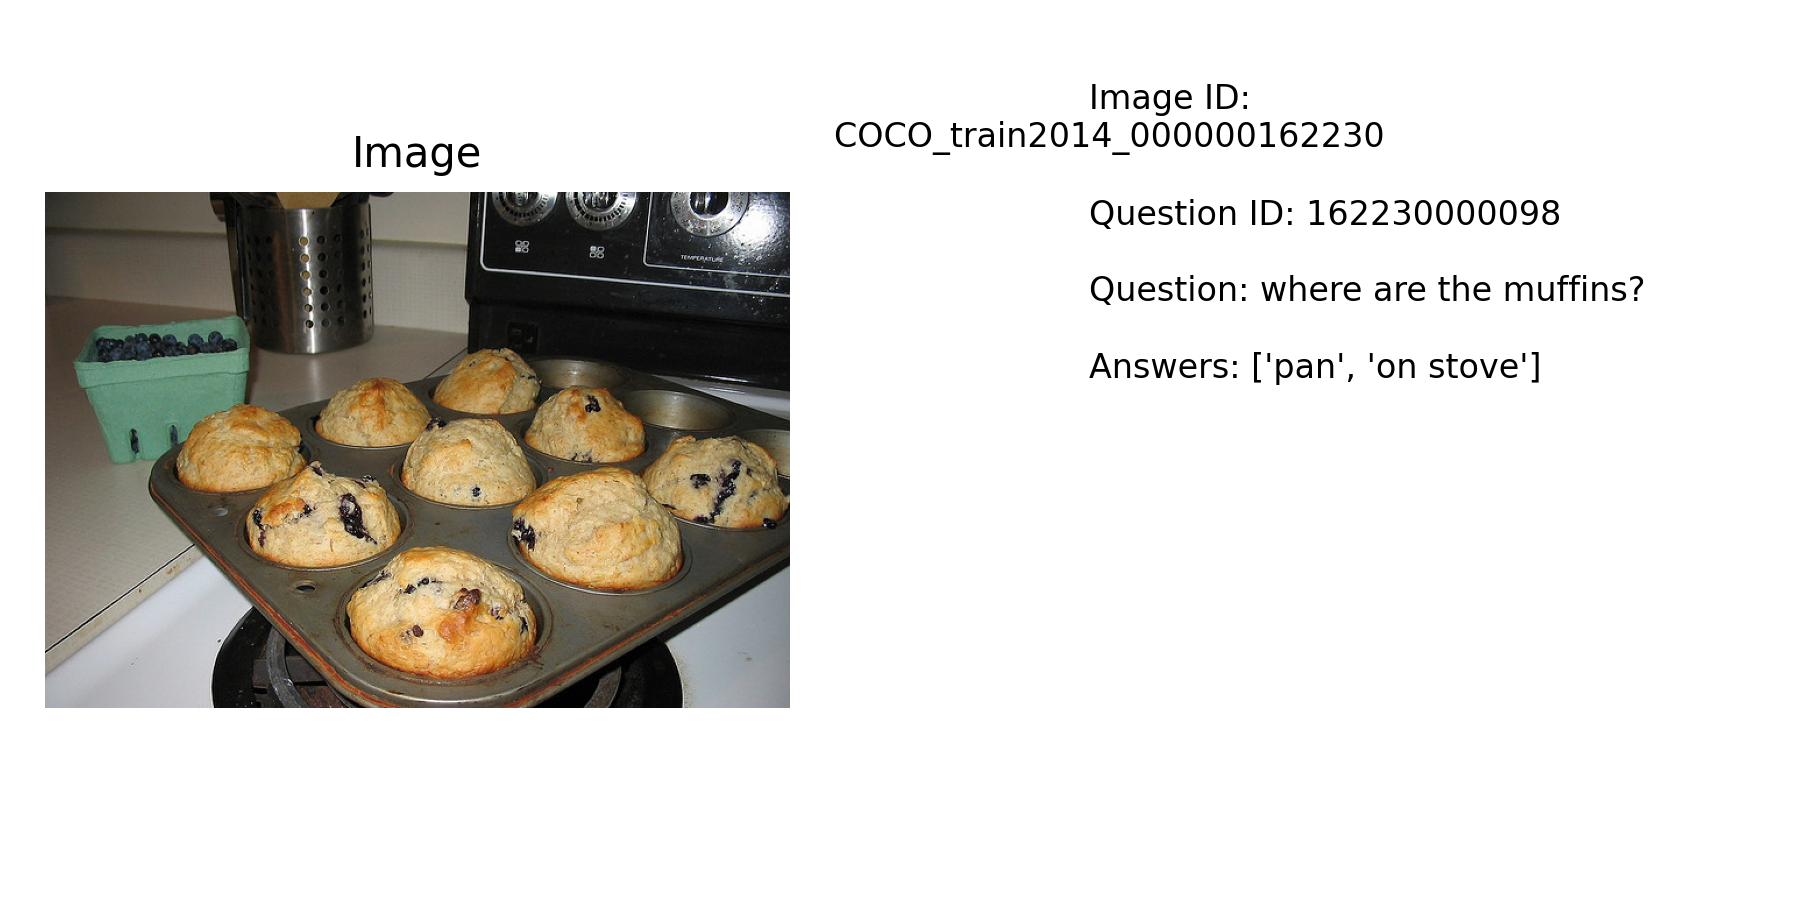 Image
TEMPERATURE
Image ID:
COCO_train2014_000000162230
Question ID: 162230000098
Question: where are the muffins?
Answers: ['pan', 'on stove']